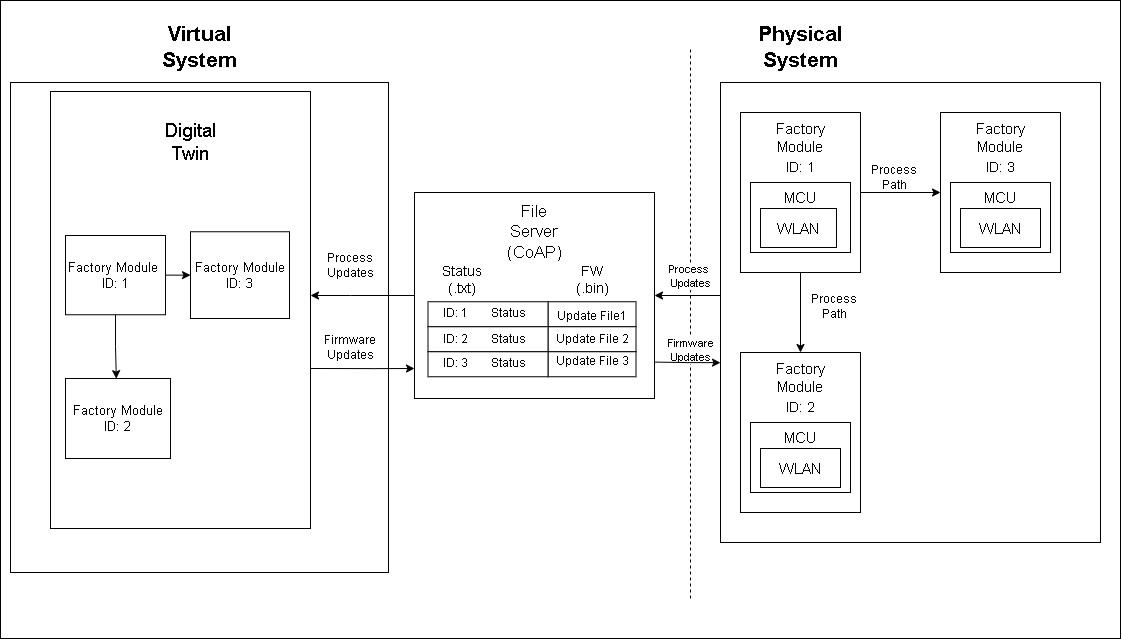 Virtual
System
Physical
System
Digital
Twin
Factory Module
ID: 1
Factory Module
ID: 3
Factory Module
ID: 2
Process
Updates
Firmware
Updates
File
Server
(CoAP)
Status
(.txt)
FW
(.bin)
ID: 1 Status Update File1
ID: 2 Status Update File 2
ID: 3 Status Update File 3
Process
Updates
Firmware
Updates
Factory
Module
ID: 1
MCU
WLAN
Process
Path
Factory
Module
ID: 3
MCU
WLAN
Process
Path
Factory
Module
ID: 2
MCU
WLAN